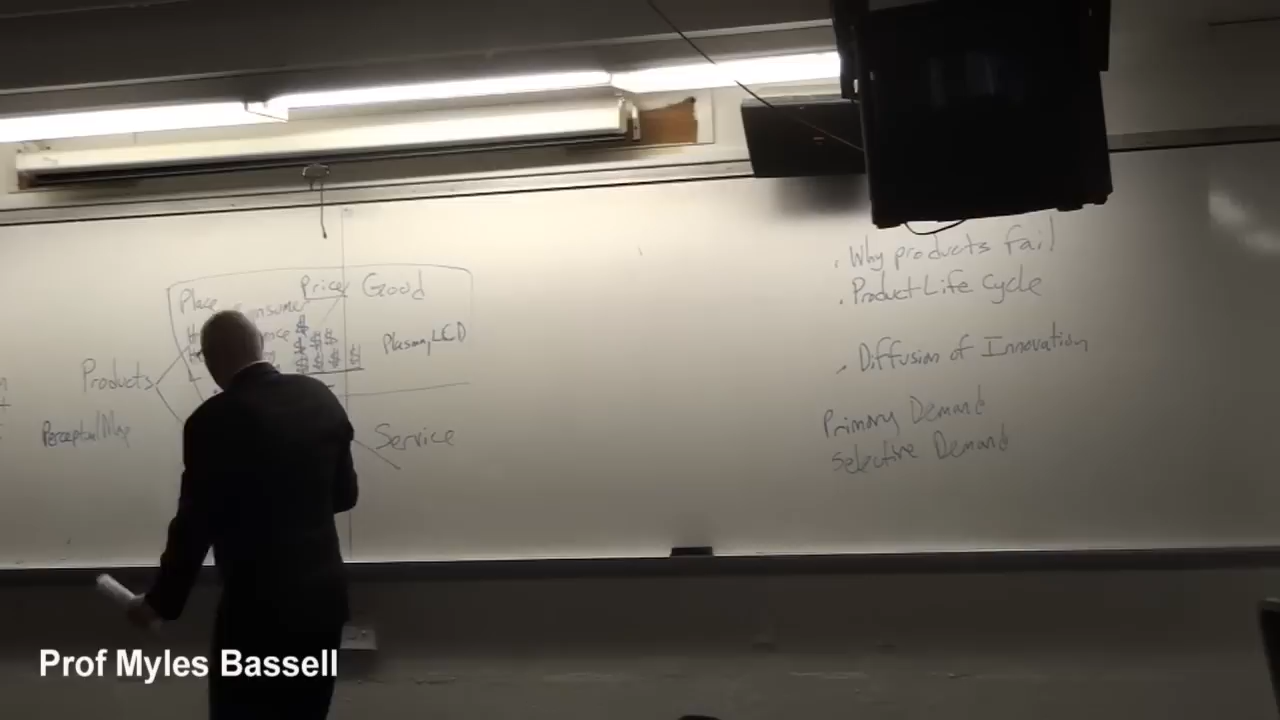 Price Good
Place Consumer
$
$ $ $ Plasma, LCD
$ $ $ $
Products
Perceptual Map
Service
. Why products fail
. Product Life Cycle
. Diffusion of Innovation
Primary Demand
Selective Demand
Prof Myles Bassell